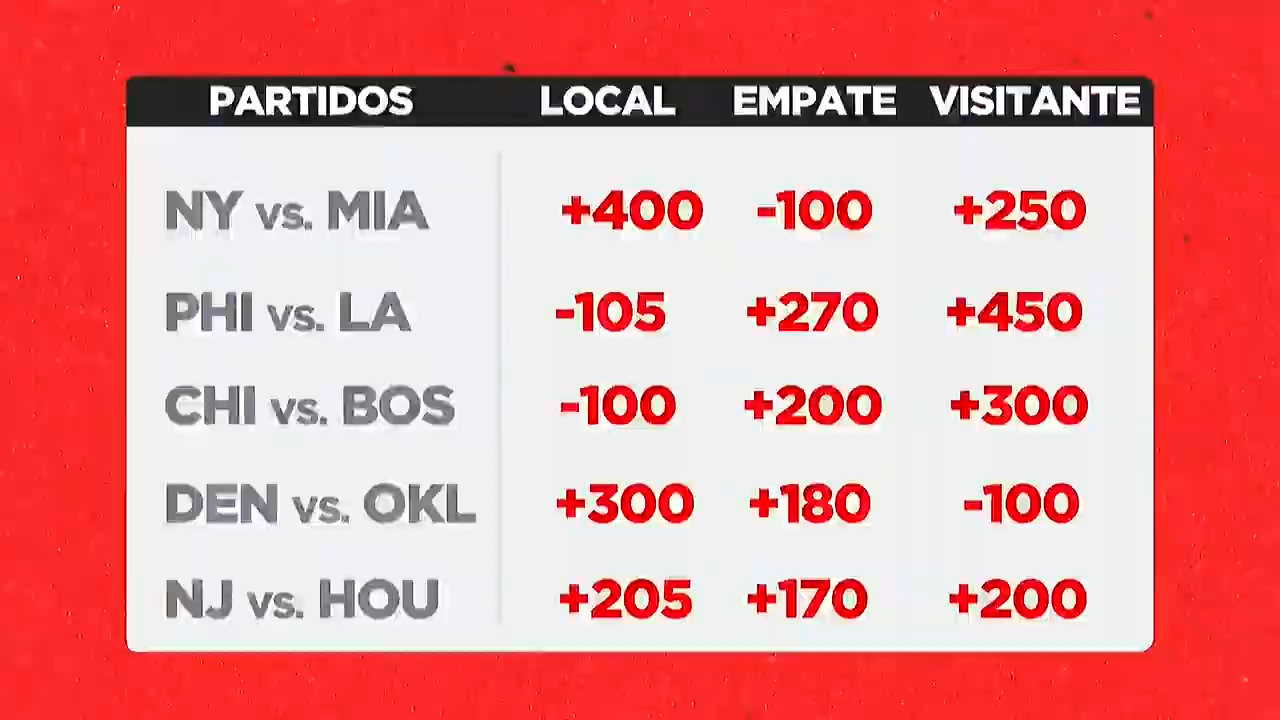 PARTIDOS LOCAL EMPATE VISITANTE
NY vs. MIA +400 -100 +250
PHI vs. LA -105 +270 +450
CHI vs. BOS -100 +200 +300
DEN vs. OKL +300 +180 -100
NJ vs. HOU +205 +170 +200